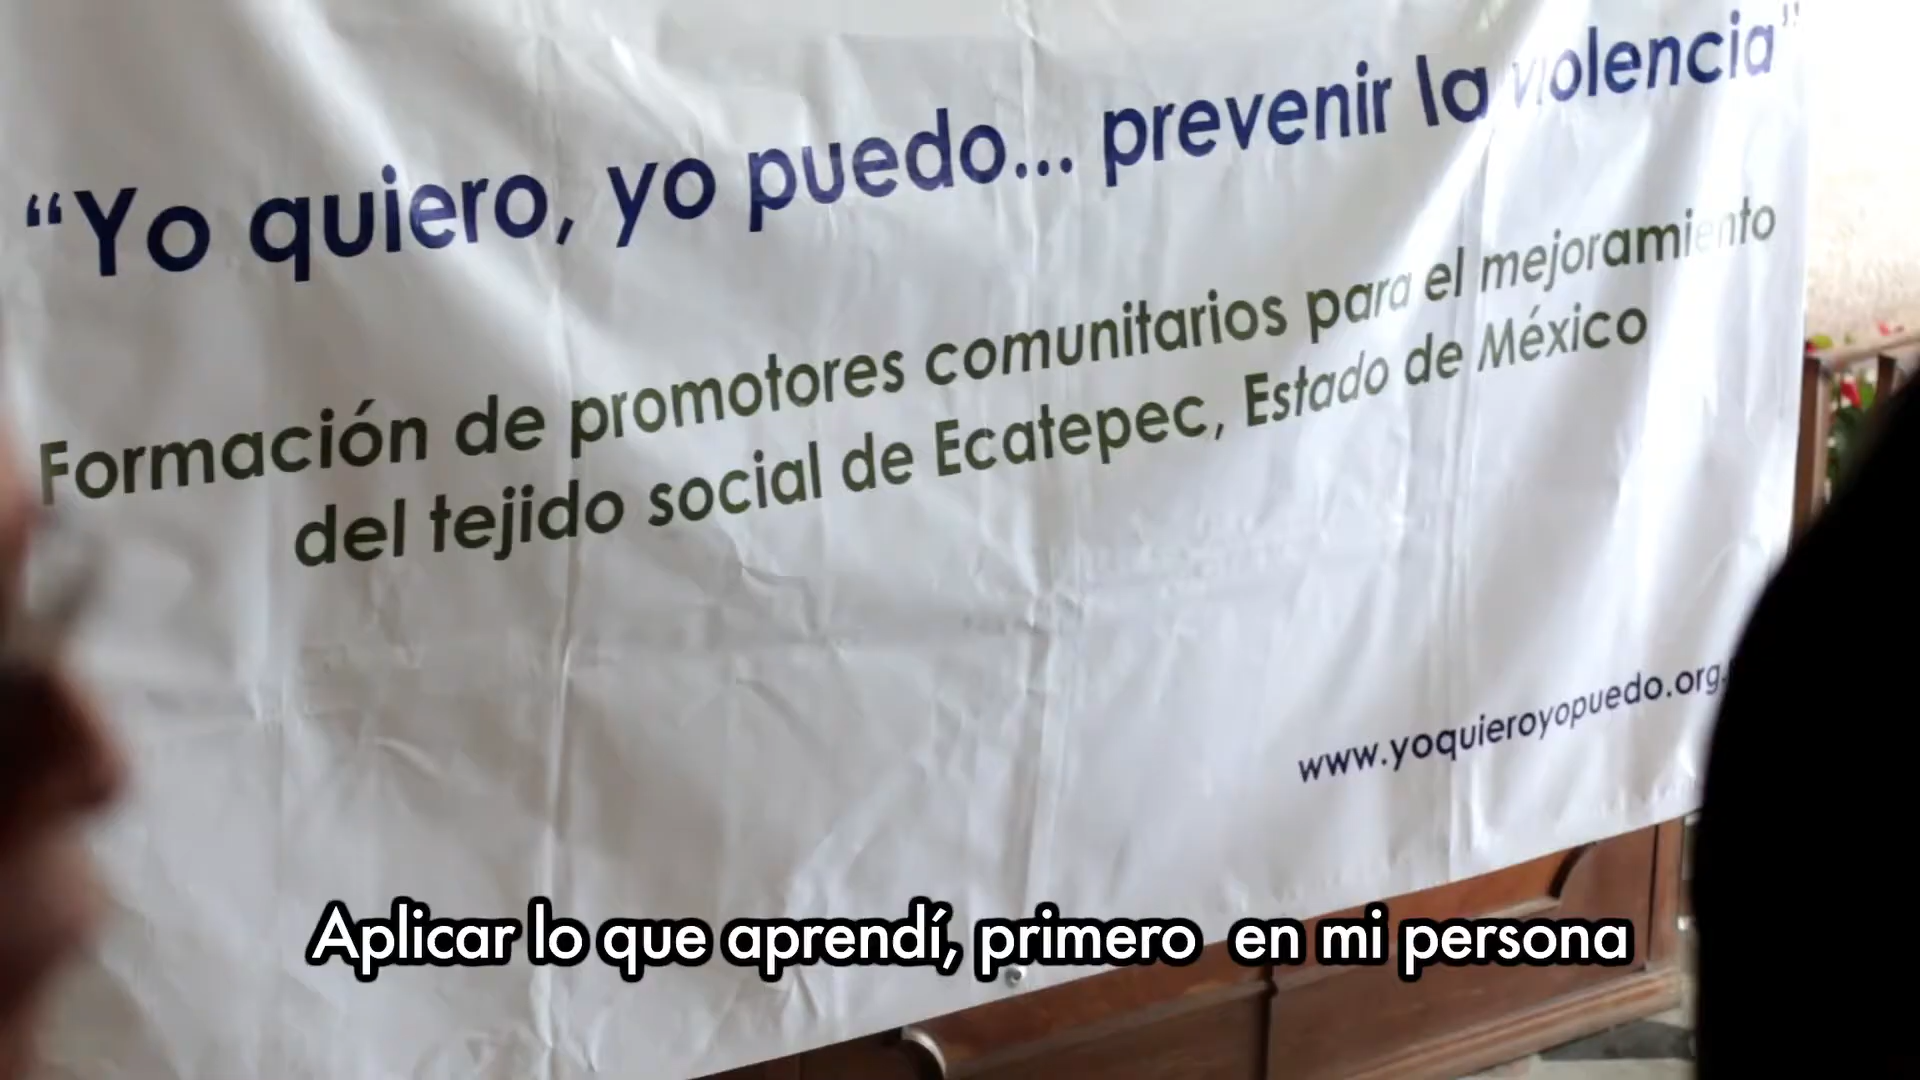 “Yo quiero, yo puedo... prevenir la violencia”
Formación de promotores comunitarios para el mejoramiento
del tejido social de Ecatepec, Estado de México
www.yoquieroyopuedo.org.
Aplicar lo que aprendí, primero en mi persona